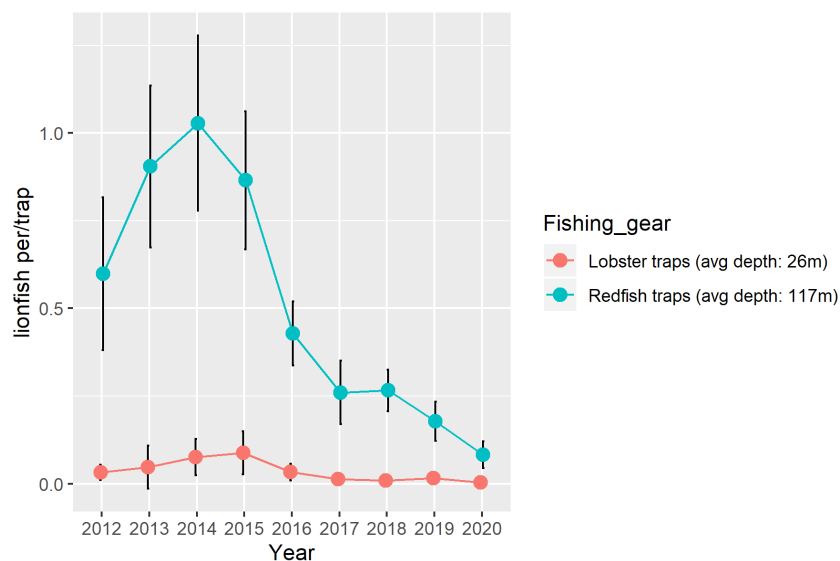 1.0
0.5
0.0
lionfish per/trap
2012 2013 2014 2015 2016 2017 2018 2019 2020
Year
Fishing_gear
Lobster traps (avg depth: 26m)
Redfish traps (avg depth: 117m)